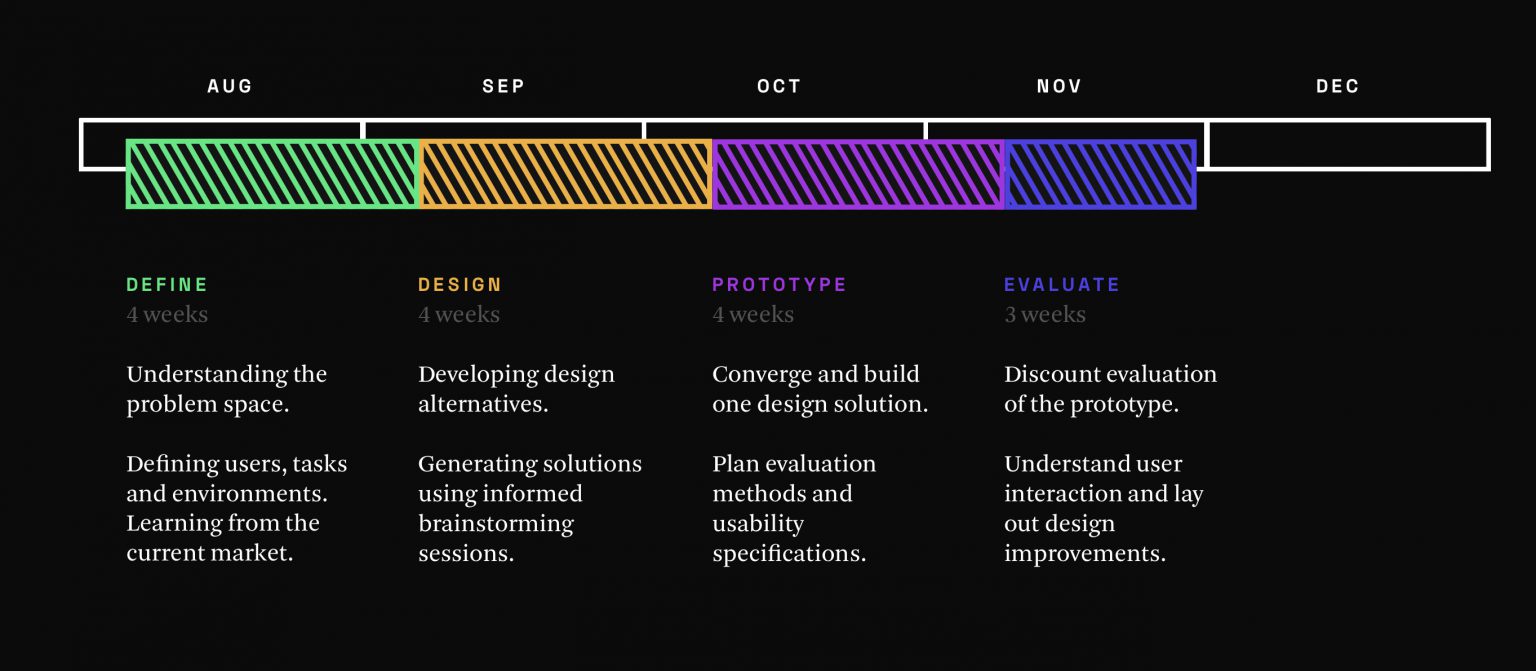 AUG
SEP
OCT
NOV
DEC
DEFINE
4 weeks
Understanding the
problem space.
Defining users, tasks
and environments.
Learning from the
current market.
DESIGN
4 weeks
Developing design
alternatives.
Generating solutions
using informed
brainstorming
sessions.
PROTOTYPE
4 weeks
Converge and build
one design solution.
Plan evaluation
methods and
usability
specifications.
EVALUATE
3 weeks
Discount evaluation
of the prototype.
Understand user
interaction and lay
out design
improvements.